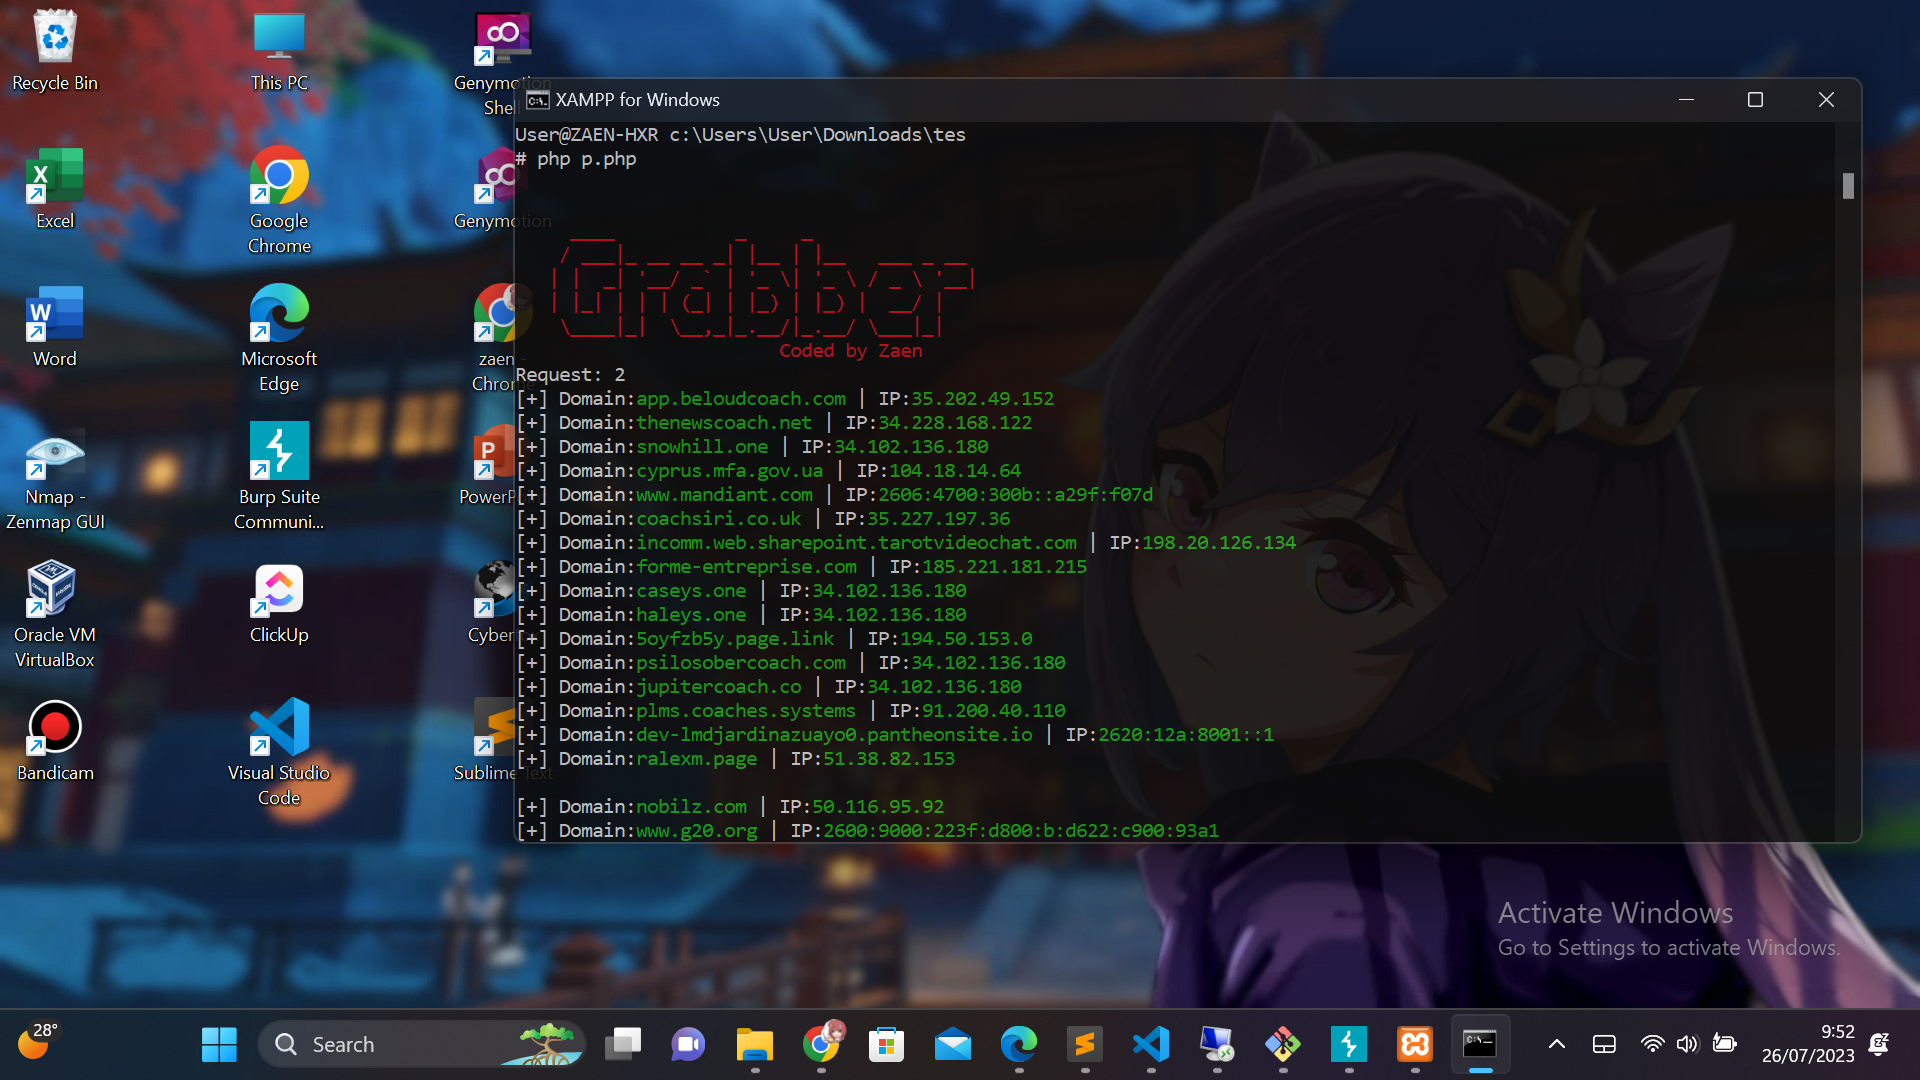 Recycle Bin
This PC
Genymotion
Shell
Excel
Google
Chrome
Genymotion
Word
Microsoft
Edge
zaen -
Chrom
Nmap -
Zenmap GUI
Burp Suite
Communi...
PowerP
Oracle VM
VirtualBox
ClickUp
Cyber
Bandicam
Visual Studio
Code
Sublime Text
XAMPP for Windows
User@ZAEN-HXR c:\Users\User\Downloads\tes
# php p.php
Grabber
Coded by Zaen
Request: 2
[+] Domain:app.beloudcoach.com | IP:35.202.49.152
[+] Domain:thenewscoach.net | IP:34.228.168.122
[+] Domain:snowhill.one | IP:34.102.136.180
[+] Domain:cyprus.mfa.gov.ua | IP:104.18.14.64
[+] Domain:www.mandiant.com | IP:2606:4700:300b::a29f:f07d
[+] Domain:coachsiri.co.uk | IP:35.227.197.36
[+] Domain:incomm.web.sharepoint.tarotvideochat.com | IP:198.20.126.134
[+] Domain:forme-entreprise.com | IP:185.221.181.215
[+] Domain:caseys.one | IP:34.102.136.180
[+] Domain:haleys.one | IP:34.102.136.180
[+] Domain:5oyfzb5y.page.link | IP:194.50.153.0
[+] Domain:psilosobercoach.com | IP:34.102.136.180
[+] Domain:jupitercoach.co | IP:34.102.136.180
[+] Domain:plms.coaches.systems | IP:91.200.40.110
[+] Domain:dev-lmdjardinazuayo0.pantheonsite.io | IP:2620:12a:8001::1
[+] Domain:ralexm.page | IP:51.38.82.153
[+] Domain:nobilz.com | IP:50.116.95.92
[+] Domain:www.g20.org | IP:2600:9000:223f:d800:b:d622:c900:93a1
Activate Windows
Go to Settings to activate Windows.
28°
Search
9:52
26/07/2023